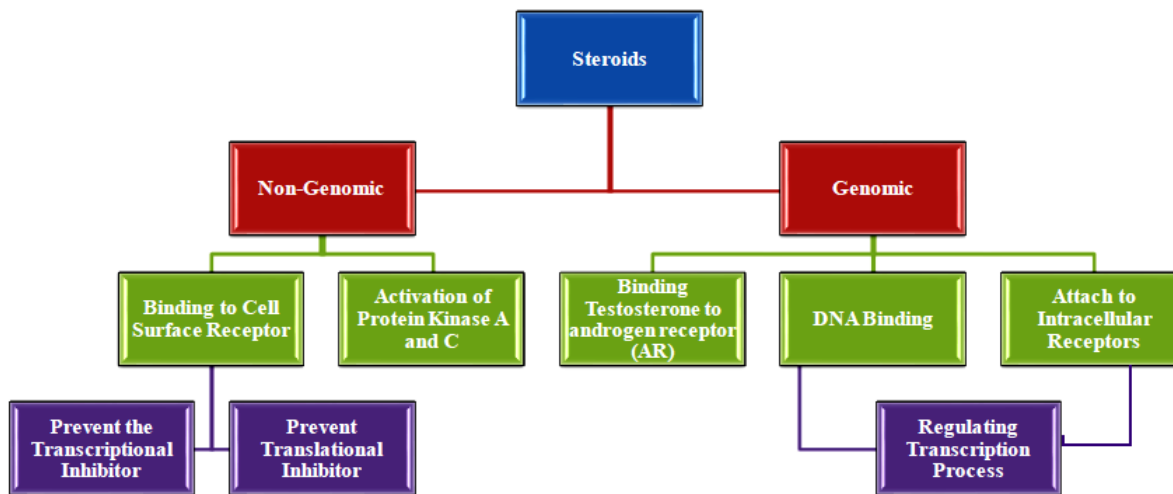 Steroids
Non-Genomic
Genomic
Binding to Cell
Surface Receptor
Activation of
Protein Kinase A
and C
Binding
Testosterone to
androgen receptor
(AR)
DNA Binding
Attach to
Intracellular
Receptors
Prevent the
Transcriptional
Inhibitor
Prevent
Translational
Inhibitor
Regulating
Transcription
Process